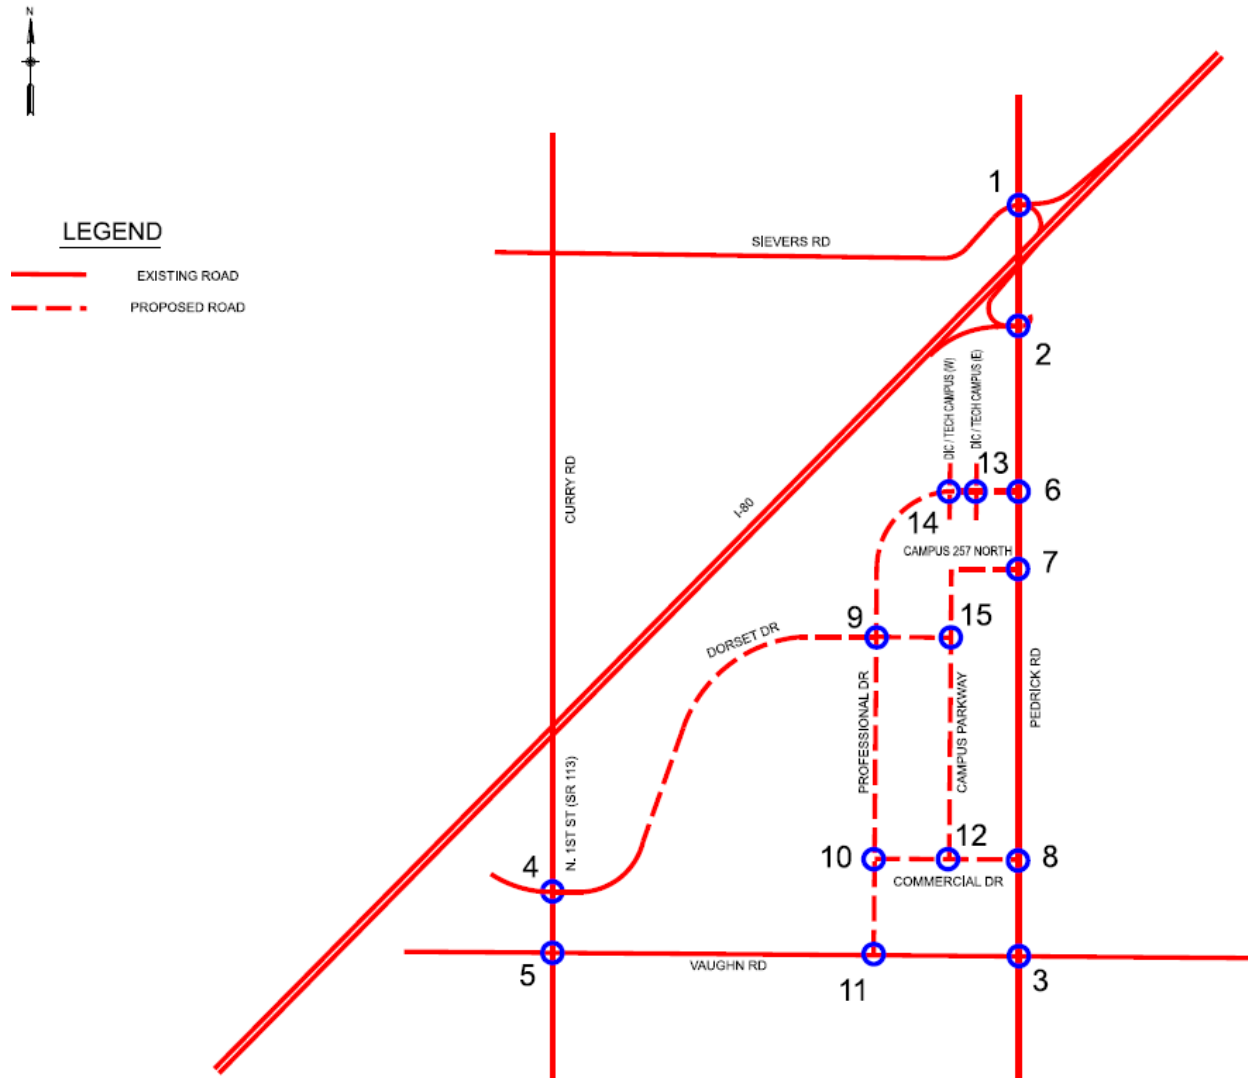 N
1
LEGEND
SIEVERS RD
EXISTING ROAD
PROPOSED ROAD
2
DIC / TECH CAMPUS (W)
DIC / TECH CAMPUS (E)
13
6
CURRY RD
I-80
14
CAMPUS 257 NORTH
7
9
15
DORSET DR
PEDRICK RD
PROFESSIONAL DR
CAMPUS PARKWAY
N. 1ST ST (SR 113)
4
10
12
8
COMMERCIAL DR
5
VAUGHN RD
11
3